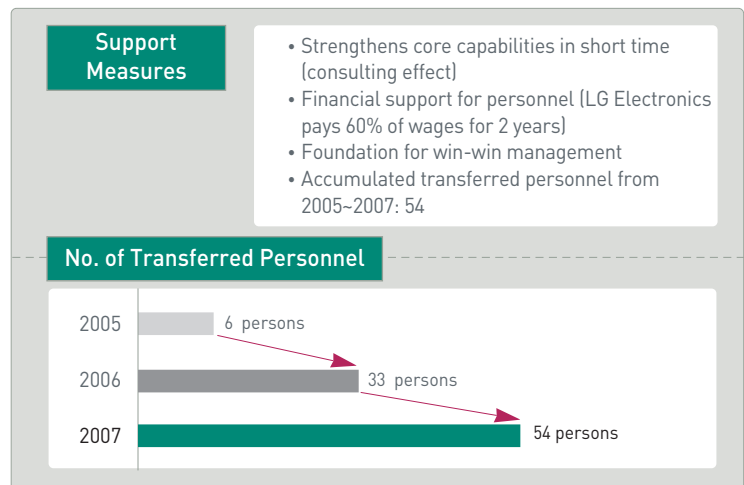 Support
Measures
• Strengthens core capabilities in short time
(consulting effect)
• Financial support for personnel (LG Electronics
pays 60% of wages for 2 years)
• Foundation for win-win management
• Accumulated transferred personnel from
2005~2007: 54
No. of Transferred Personnel
2005 6 persons
2006 33 persons
2007 54 persons